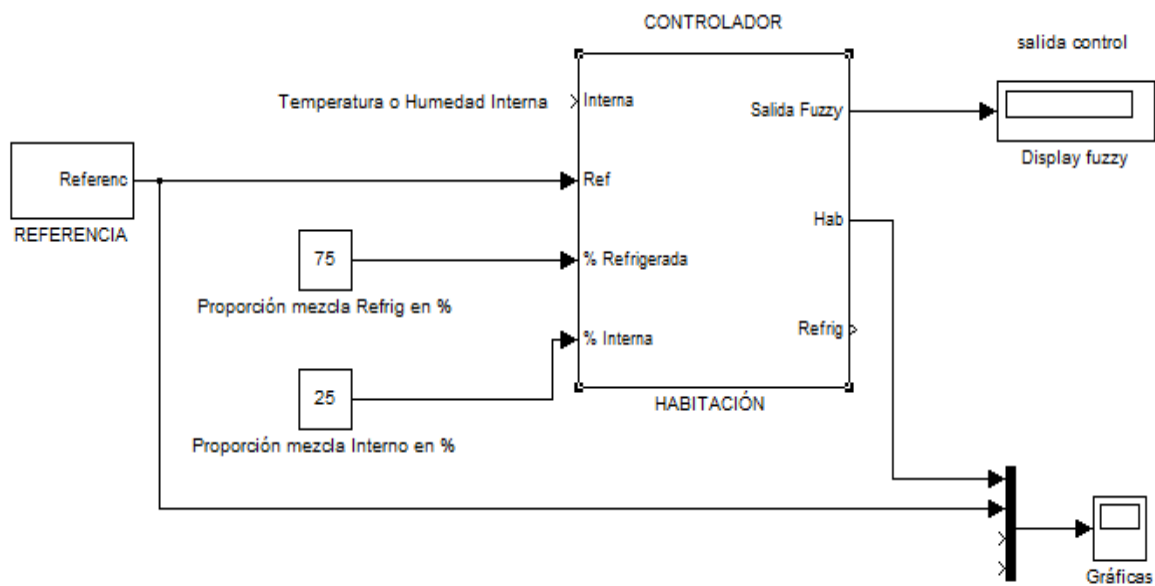 CONTROLADOR
salida control
Temperatura o Humedad Interna
Interna
Salida Fuzzy
Display fuzzy
Referenc
REFERENCIA
Ref
Hab
75
% Refrigerada
Proporción mezcla Refrig en %
Refrig
% Interna
25
HABITACIÓN
Proporción mezcla Interno en %
Gráficas